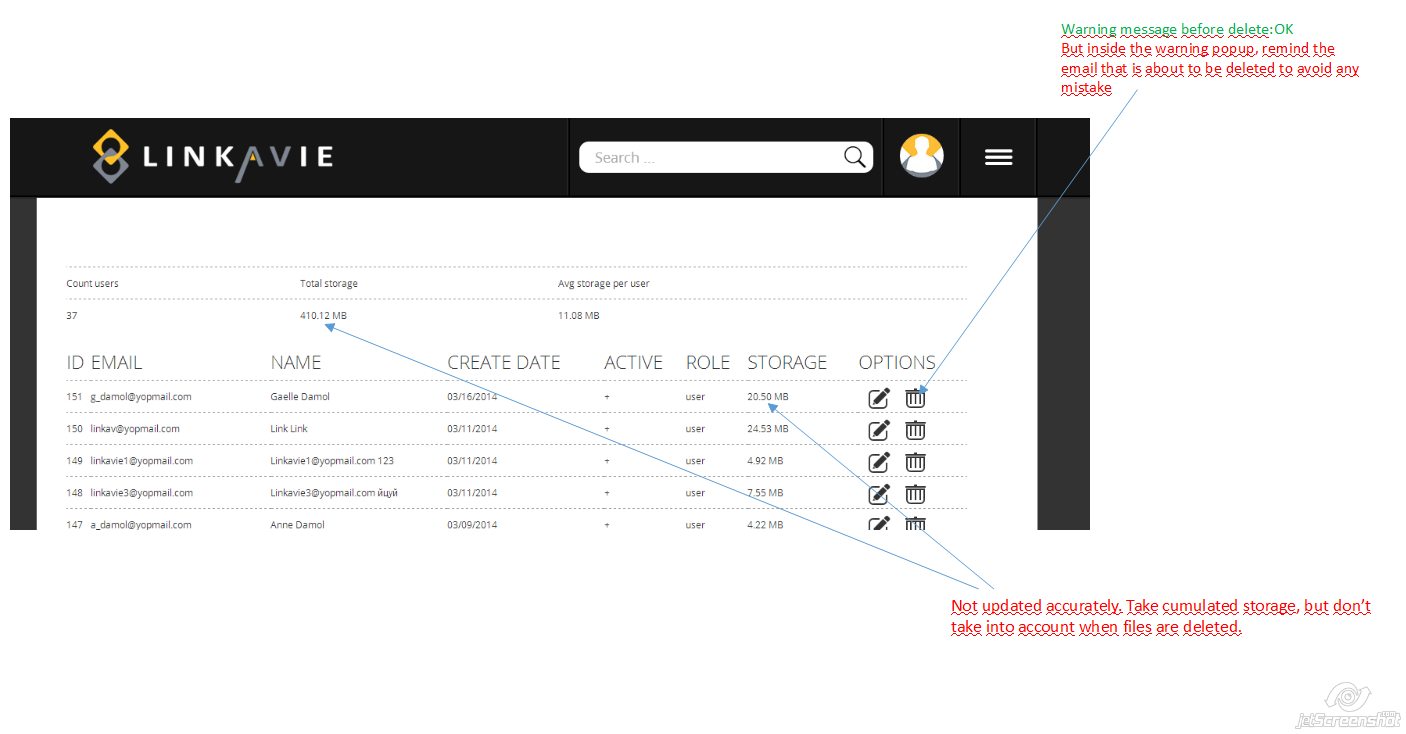 Warning message before delete:OK
But inside the warning popup, remind the
email that is about to be deleted to avoid any
mistake
LINKAVIE
Search ...
Count users Total storage Avg storage per user
37 410.12 MB 11.08 MB
ID EMAIL NAME CREATE DATE ACTIVE ROLE STORAGE OPTIONS
151 g_damol@yopmail.com Gaelle Damol 03/16/2014 + user 20.50 MB
150 linkav@yopmail.com Link Link 03/11/2014 + user 24.53 MB
149 linkavie1@yopmail.com Linkavie1@yopmail.com 123 03/11/2014 + user 4.92 MB
148 linkavie3@yopmail.com Linkavie3@yopmail.com йцуй 03/11/2014 + user 7.55 MB
147 a_damol@yopmail.com Anne Damol 03/09/2014 + user 4.22 MB
Not updated accurately. Take cumulated storage, but don’t
take into account when files are deleted.
jetScreenshot.com